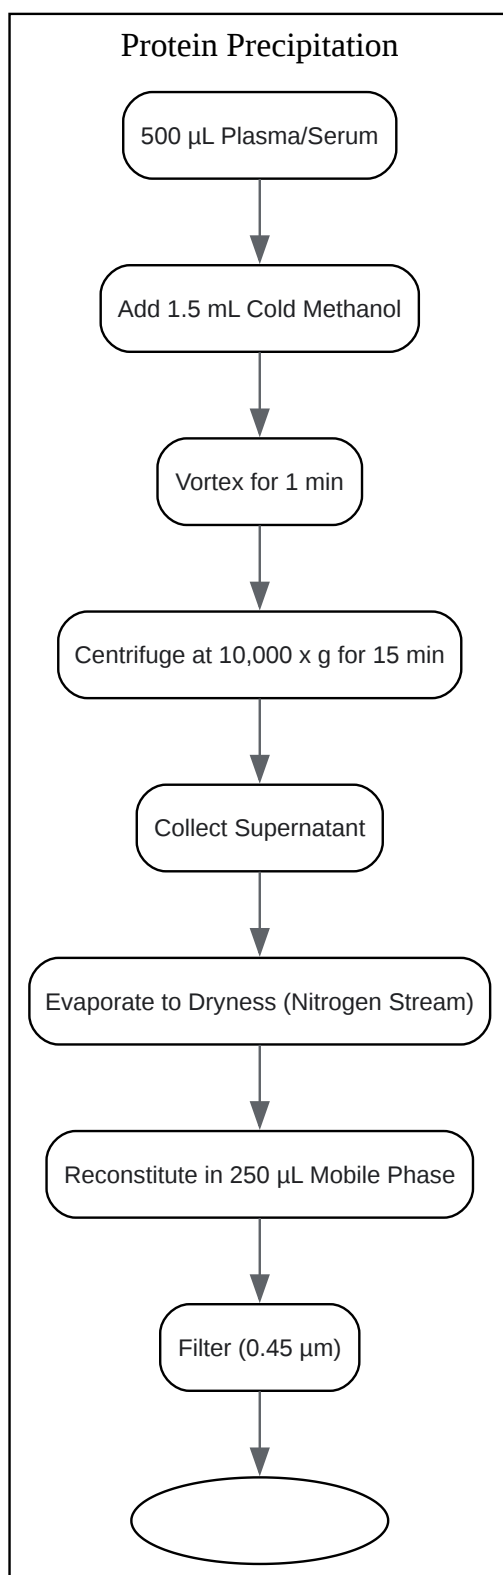 Protein Precipitation
500 µL Plasma/Serum
Add 1.5 mL Cold Methanol
Vortex for 1 min
Centrifuge at 10,000 x g for 15 min
Collect Supernatant
Evaporate to Dryness (Nitrogen Stream)
Reconstitute in 250 µL Mobile Phase
Filter (0.45 µm)